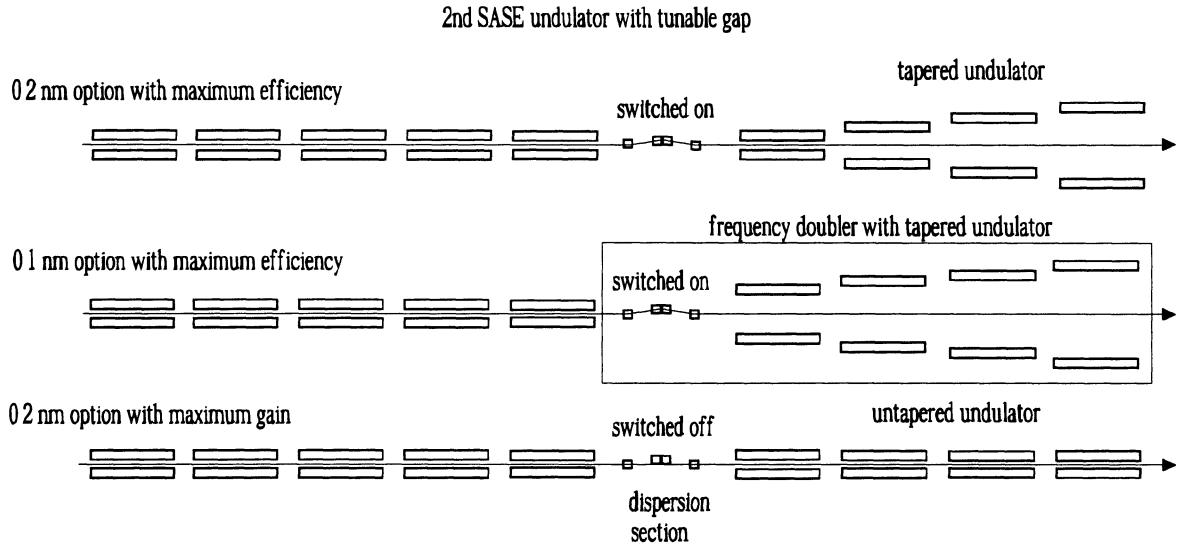 2nd SASE undulator with tunable gap
tapered undulator
0 2 nm option with maximum efficiency
switched on
frequency doubler with tapered undulator
0 1 nm option with maximum efficiency
switched on
0 2 nm option with maximum gain
untapered undulator
switched off
dispersion
section